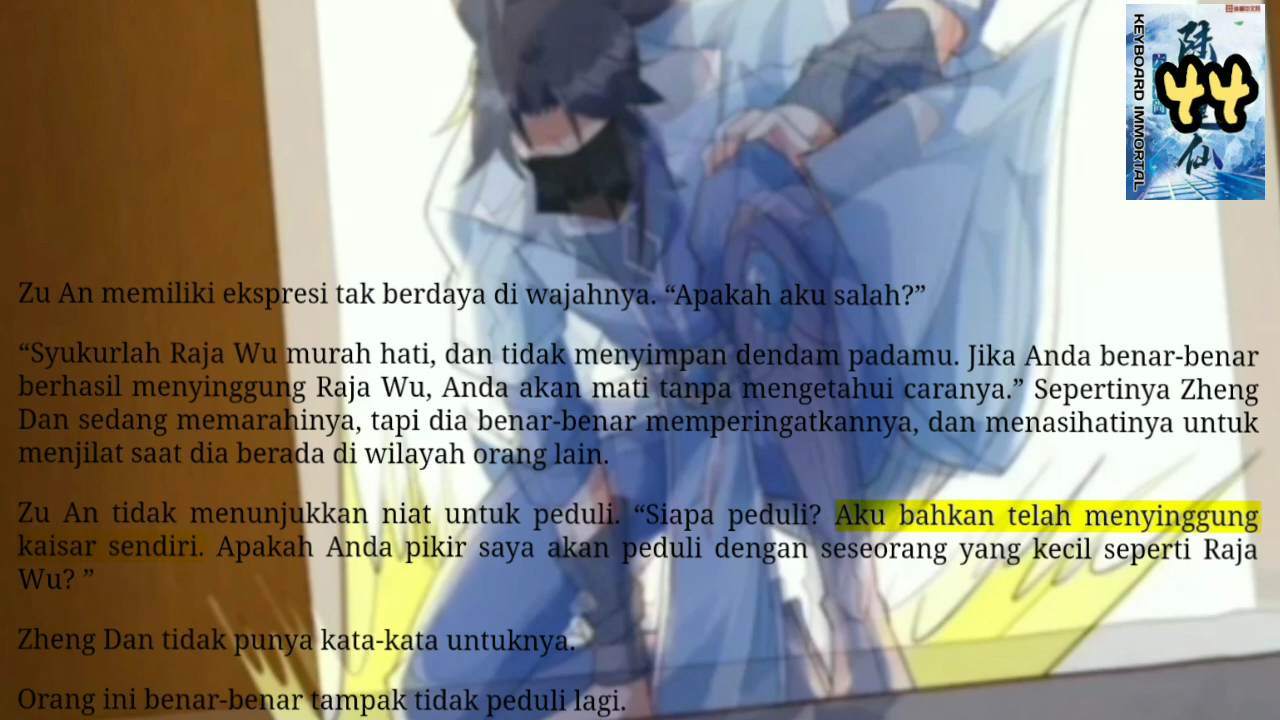 KEYBOARD IMMORTAL
44
仙
Zu An memiliki ekspresi tak berdaya di wajahnya. “Apakah aku salah?”
“Syukurlah Raja Wu murah hati, dan tidak menyimpan dendam padamu. Jika Anda benar-benar
berhasil menyinggung Raja Wu, Anda akan mati tanpa mengetahui caranya.” Sepertinya Zheng
Dan sedang memarahinya, tapi dia benar-benar memperingatkannya, dan menasihatinya untuk
menjilat saat dia berada di wilayah orang lain.
Zu An tidak menunjukkan niat untuk peduli. “Siapa peduli? Aku bahkan telah menyinggung
kaisar sendiri. Apakah Anda pikir saya akan peduli dengan seseorang yang kecil seperti Raja
Wu? ”
Zheng Dan tidak punya kata-kata untuknya.
Orang ini benar-benar tampak tidak peduli lagi.